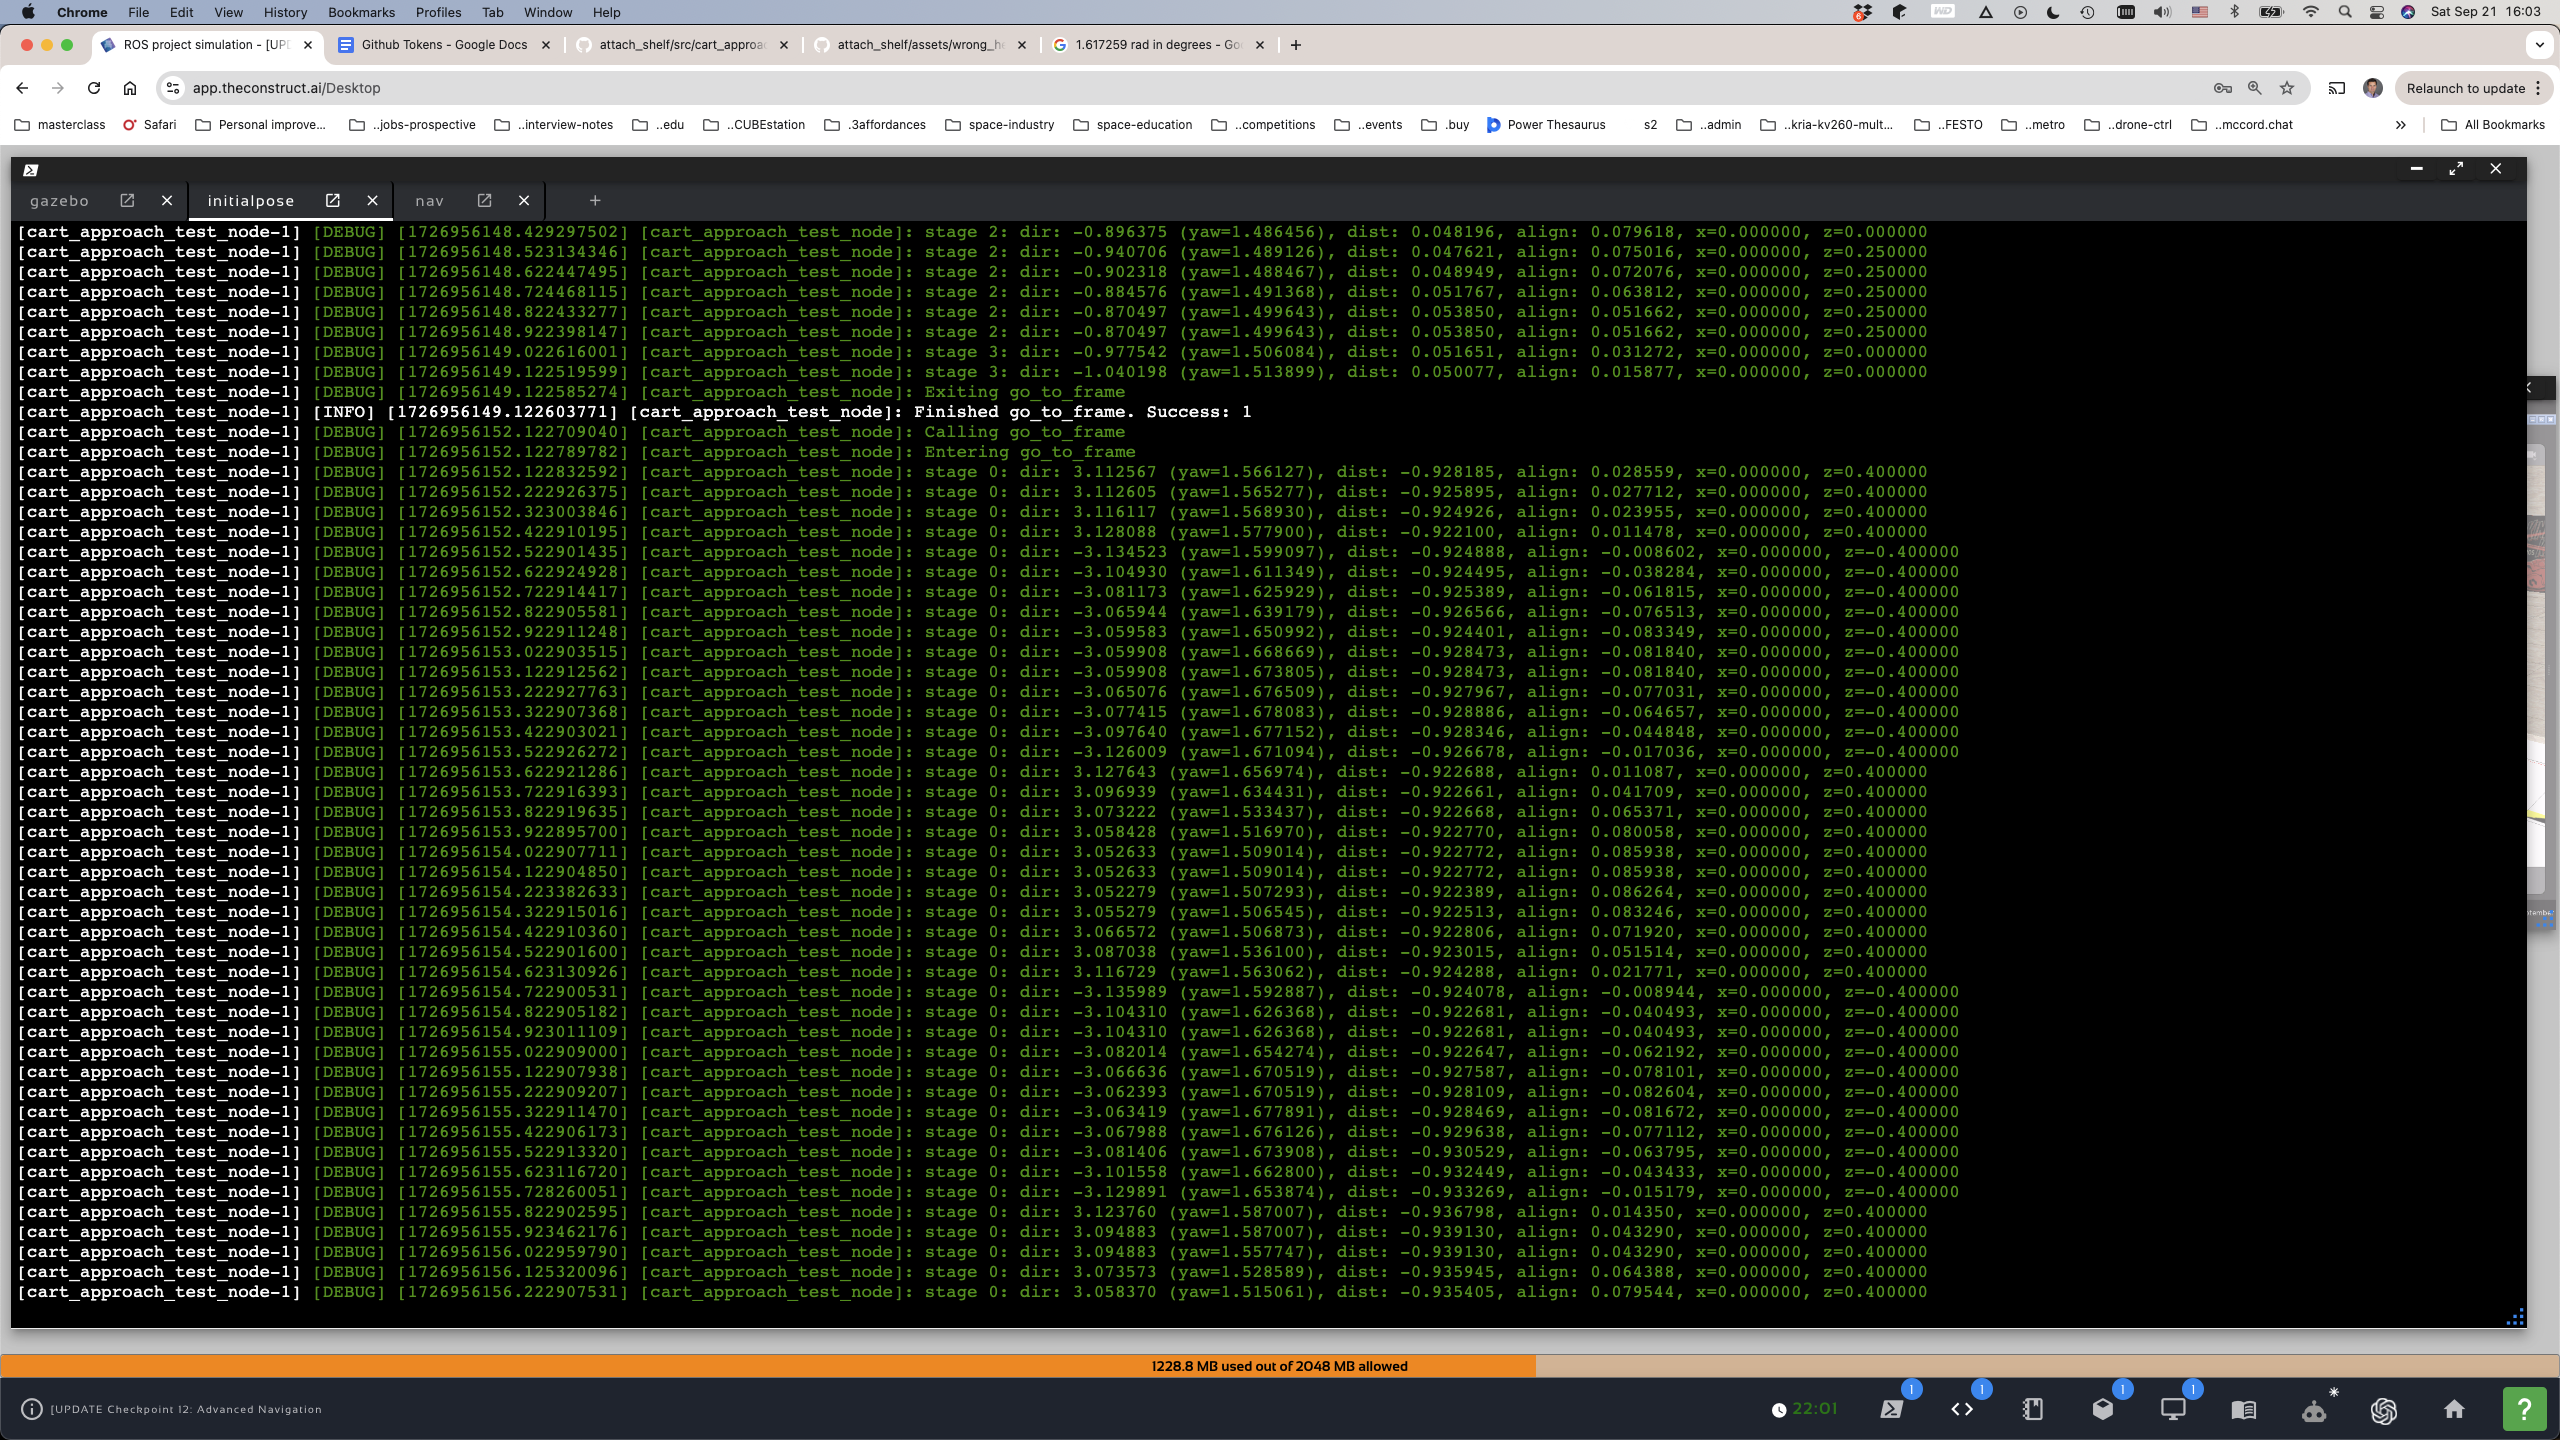 Chrome File Edit View History Bookmarks Profiles Tab Window Help Sat Sep 21 16:03
ROS project simulation - [UPD Github Tokens - Google Docs attach_shelf/src/cart_approa attach_shelf/assets/wrong_he 1.617259 rad in degrees - Go
app.theconstruct.ai/Desktop Relaunch to update
masterclass Safari Personal improve... ..jobs-prospective ..interview-notes ..edu ..CUBEstation .3affordances space-industry space-education ..competitions ..events .buy Power Thesaurus s2 ..admin ..kria-kv260-mult... ..FESTO ..metro ..drone-ctrl ..mccord.chat All Bookmarks
gazebo initialpose nav
[cart_approach_test_node-1] [DEBUG] [1726956148.429297502] [cart_approach_test_node]: stage 2: dir: -0.896375 (yaw=1.486456), dist: 0.048196, align: 0.079618, x=0.000000, z=0.000000
[cart_approach_test_node-1] [DEBUG] [1726956148.523134346] [cart_approach_test_node]: stage 2: dir: -0.940706 (yaw=1.489126), dist: 0.047621, align: 0.075016, x=0.000000, z=0.250000
[cart_approach_test_node-1] [DEBUG] [1726956148.622447495] [cart_approach_test_node]: stage 2: dir: -0.902318 (yaw=1.488467), dist: 0.048949, align: 0.072076, x=0.000000, z=0.250000
[cart_approach_test_node-1] [DEBUG] [1726956148.724468115] [cart_approach_test_node]: stage 2: dir: -0.884576 (yaw=1.491368), dist: 0.051767, align: 0.063812, x=0.000000, z=0.250000
[cart_approach_test_node-1] [DEBUG] [1726956148.822433277] [cart_approach_test_node]: stage 2: dir: -0.870497 (yaw=1.499643), dist: 0.053850, align: 0.051662, x=0.000000, z=0.250000
[cart_approach_test_node-1] [DEBUG] [1726956148.922398147] [cart_approach_test_node]: stage 2: dir: -0.870497 (yaw=1.499643), dist: 0.053850, align: 0.051662, x=0.000000, z=0.250000
[cart_approach_test_node-1] [DEBUG] [1726956149.022616001] [cart_approach_test_node]: stage 3: dir: -0.977542 (yaw=1.506084), dist: 0.051651, align: 0.031272, x=0.000000, z=0.000000
[cart_approach_test_node-1] [DEBUG] [1726956149.122519599] [cart_approach_test_node]: stage 3: dir: -1.040198 (yaw=1.513899), dist: 0.050077, align: 0.015877, x=0.000000, z=0.000000
[cart_approach_test_node-1] [DEBUG] [1726956149.122585274] [cart_approach_test_node]: Exiting go_to_frame
[cart_approach_test_node-1] [INFO] [1726956149.122603771] [cart_approach_test_node]: Finished go_to_frame. Success: 1
[cart_approach_test_node-1] [DEBUG] [1726956152.122709040] [cart_approach_test_node]: Calling go_to_frame
[cart_approach_test_node-1] [DEBUG] [1726956152.122789782] [cart_approach_test_node]: Entering go_to_frame
[cart_approach_test_node-1] [DEBUG] [1726956152.122832592] [cart_approach_test_node]: stage 0: dir: 3.112567 (yaw=1.566127), dist: -0.928185, align: 0.028559, x=0.000000, z=0.400000
[cart_approach_test_node-1] [DEBUG] [1726956152.222926375] [cart_approach_test_node]: stage 0: dir: 3.112605 (yaw=1.565277), dist: -0.925895, align: 0.027712, x=0.000000, z=0.400000
[cart_approach_test_node-1] [DEBUG] [1726956152.323003846] [cart_approach_test_node]: stage 0: dir: 3.116117 (yaw=1.568930), dist: -0.924926, align: 0.023955, x=0.000000, z=0.400000
[cart_approach_test_node-1] [DEBUG] [1726956152.422910195] [cart_approach_test_node]: stage 0: dir: 3.128088 (yaw=1.577900), dist: -0.922100, align: 0.011478, x=0.000000, z=0.400000
[cart_approach_test_node-1] [DEBUG] [1726956152.522901435] [cart_approach_test_node]: stage 0: dir: -3.134523 (yaw=1.599097), dist: -0.924888, align: -0.008602, x=0.000000, z=-0.400000
[cart_approach_test_node-1] [DEBUG] [1726956152.622924928] [cart_approach_test_node]: stage 0: dir: -3.104930 (yaw=1.611349), dist: -0.924495, align: -0.038284, x=0.000000, z=-0.400000
[cart_approach_test_node-1] [DEBUG] [1726956152.722914417] [cart_approach_test_node]: stage 0: dir: -3.081173 (yaw=1.625929), dist: -0.925389, align: -0.061815, x=0.000000, z=-0.400000
[cart_approach_test_node-1] [DEBUG] [1726956152.822905581] [cart_approach_test_node]: stage 0: dir: -3.065944 (yaw=1.639179), dist: -0.926566, align: -0.076513, x=0.000000, z=-0.400000
[cart_approach_test_node-1] [DEBUG] [1726956152.922911248] [cart_approach_test_node]: stage 0: dir: -3.059583 (yaw=1.650992), dist: -0.924401, align: -0.083349, x=0.000000, z=-0.400000
[cart_approach_test_node-1] [DEBUG] [1726956153.022903515] [cart_approach_test_node]: stage 0: dir: -3.059908 (yaw=1.668669), dist: -0.928473, align: -0.081840, x=0.000000, z=-0.400000
[cart_approach_test_node-1] [DEBUG] [1726956153.122912562] [cart_approach_test_node]: stage 0: dir: -3.059908 (yaw=1.673805), dist: -0.928473, align: -0.081840, x=0.000000, z=-0.400000
[cart_approach_test_node-1] [DEBUG] [1726956153.222927763] [cart_approach_test_node]: stage 0: dir: -3.065076 (yaw=1.676509), dist: -0.927967, align: -0.077031, x=0.000000, z=-0.400000
[cart_approach_test_node-1] [DEBUG] [1726956153.322907368] [cart_approach_test_node]: stage 0: dir: -3.077415 (yaw=1.678083), dist: -0.928886, align: -0.064657, x=0.000000, z=-0.400000
[cart_approach_test_node-1] [DEBUG] [1726956153.422903021] [cart_approach_test_node]: stage 0: dir: -3.097640 (yaw=1.677152), dist: -0.928346, align: -0.044848, x=0.000000, z=-0.400000
[cart_approach_test_node-1] [DEBUG] [1726956153.522926272] [cart_approach_test_node]: stage 0: dir: -3.126009 (yaw=1.671094), dist: -0.926678, align: -0.017036, x=0.000000, z=-0.400000
[cart_approach_test_node-1] [DEBUG] [1726956153.622921286] [cart_approach_test_node]: stage 0: dir: 3.127643 (yaw=1.656974), dist: -0.922688, align: 0.011087, x=0.000000, z=0.400000
[cart_approach_test_node-1] [DEBUG] [1726956153.722916393] [cart_approach_test_node]: stage 0: dir: 3.096939 (yaw=1.634431), dist: -0.922661, align: 0.041709, x=0.000000, z=0.400000
[cart_approach_test_node-1] [DEBUG] [1726956153.822919635] [cart_approach_test_node]: stage 0: dir: 3.073222 (yaw=1.533437), dist: -0.922668, align: 0.065371, x=0.000000, z=0.400000
[cart_approach_test_node-1] [DEBUG] [1726956153.922895700] [cart_approach_test_node]: stage 0: dir: 3.058428 (yaw=1.516970), dist: -0.922770, align: 0.080058, x=0.000000, z=0.400000
[cart_approach_test_node-1] [DEBUG] [1726956154.022907711] [cart_approach_test_node]: stage 0: dir: 3.052633 (yaw=1.509014), dist: -0.922772, align: 0.085938, x=0.000000, z=0.400000
[cart_approach_test_node-1] [DEBUG] [1726956154.122904850] [cart_approach_test_node]: stage 0: dir: 3.052633 (yaw=1.509014), dist: -0.922772, align: 0.085938, x=0.000000, z=0.400000
[cart_approach_test_node-1] [DEBUG] [1726956154.223382633] [cart_approach_test_node]: stage 0: dir: 3.052279 (yaw=1.507293), dist: -0.922389, align: 0.086264, x=0.000000, z=0.400000
[cart_approach_test_node-1] [DEBUG] [1726956154.322915016] [cart_approach_test_node]: stage 0: dir: 3.055279 (yaw=1.506545), dist: -0.922513, align: 0.083246, x=0.000000, z=0.400000
[cart_approach_test_node-1] [DEBUG] [1726956154.422910360] [cart_approach_test_node]: stage 0: dir: 3.066572 (yaw=1.506873), dist: -0.922806, align: 0.071920, x=0.000000, z=0.400000
[cart_approach_test_node-1] [DEBUG] [1726956154.522901600] [cart_approach_test_node]: stage 0: dir: 3.087038 (yaw=1.536100), dist: -0.923015, align: 0.051514, x=0.000000, z=0.400000
[cart_approach_test_node-1] [DEBUG] [1726956154.623130926] [cart_approach_test_node]: stage 0: dir: 3.116729 (yaw=1.563062), dist: -0.924288, align: 0.021771, x=0.000000, z=0.400000
[cart_approach_test_node-1] [DEBUG] [1726956154.722900531] [cart_approach_test_node]: stage 0: dir: -3.135989 (yaw=1.592887), dist: -0.924078, align: -0.008944, x=0.000000, z=-0.400000
[cart_approach_test_node-1] [DEBUG] [1726956154.822905182] [cart_approach_test_node]: stage 0: dir: -3.104310 (yaw=1.626368), dist: -0.922681, align: -0.040493, x=0.000000, z=-0.400000
[cart_approach_test_node-1] [DEBUG] [1726956154.923011109] [cart_approach_test_node]: stage 0: dir: -3.104310 (yaw=1.626368), dist: -0.922681, align: -0.040493, x=0.000000, z=-0.400000
[cart_approach_test_node-1] [DEBUG] [1726956155.022909000] [cart_approach_test_node]: stage 0: dir: -3.082014 (yaw=1.654274), dist: -0.922647, align: -0.062192, x=0.000000, z=-0.400000
[cart_approach_test_node-1] [DEBUG] [1726956155.122907938] [cart_approach_test_node]: stage 0: dir: -3.066636 (yaw=1.670519), dist: -0.927587, align: -0.078101, x=0.000000, z=-0.400000
[cart_approach_test_node-1] [DEBUG] [1726956155.222909207] [cart_approach_test_node]: stage 0: dir: -3.062393 (yaw=1.670519), dist: -0.928109, align: -0.082604, x=0.000000, z=-0.400000
[cart_approach_test_node-1] [DEBUG] [1726956155.322911470] [cart_approach_test_node]: stage 0: dir: -3.063419 (yaw=1.677891), dist: -0.928469, align: -0.081672, x=0.000000, z=-0.400000
[cart_approach_test_node-1] [DEBUG] [1726956155.422906173] [cart_approach_test_node]: stage 0: dir: -3.067988 (yaw=1.676126), dist: -0.929638, align: -0.077112, x=0.000000, z=-0.400000
[cart_approach_test_node-1] [DEBUG] [1726956155.522913320] [cart_approach_test_node]: stage 0: dir: -3.081406 (yaw=1.673908), dist: -0.930529, align: -0.063795, x=0.000000, z=-0.400000
[cart_approach_test_node-1] [DEBUG] [1726956155.623116720] [cart_approach_test_node]: stage 0: dir: -3.101558 (yaw=1.662800), dist: -0.932449, align: -0.043433, x=0.000000, z=-0.400000
[cart_approach_test_node-1] [DEBUG] [1726956155.728260051] [cart_approach_test_node]: stage 0: dir: -3.129891 (yaw=1.653874), dist: -0.933269, align: -0.015179, x=0.000000, z=-0.400000
[cart_approach_test_node-1] [DEBUG] [1726956155.822902595] [cart_approach_test_node]: stage 0: dir: 3.123760 (yaw=1.587007), dist: -0.936798, align: 0.014350, x=0.000000, z=0.400000
[cart_approach_test_node-1] [DEBUG] [1726956155.923462176] [cart_approach_test_node]: stage 0: dir: 3.094883 (yaw=1.587007), dist: -0.939130, align: 0.043290, x=0.000000, z=0.400000
[cart_approach_test_node-1] [DEBUG] [1726956156.022959790] [cart_approach_test_node]: stage 0: dir: 3.094883 (yaw=1.557747), dist: -0.939130, align: 0.043290, x=0.000000, z=0.400000
[cart_approach_test_node-1] [DEBUG] [1726956156.125320096] [cart_approach_test_node]: stage 0: dir: 3.073573 (yaw=1.528589), dist: -0.935945, align: 0.064388, x=0.000000, z=0.400000
[cart_approach_test_node-1] [DEBUG] [1726956156.222907531] [cart_approach_test_node]: stage 0: dir: 3.058370 (yaw=1.515061), dist: -0.935405, align: 0.079544, x=0.000000, z=0.400000
1228.8 MB used out of 2048 MB allowed
[UPDATE Checkpoint 12: Advanced Navigation 22:01 1 1 1 1 ?